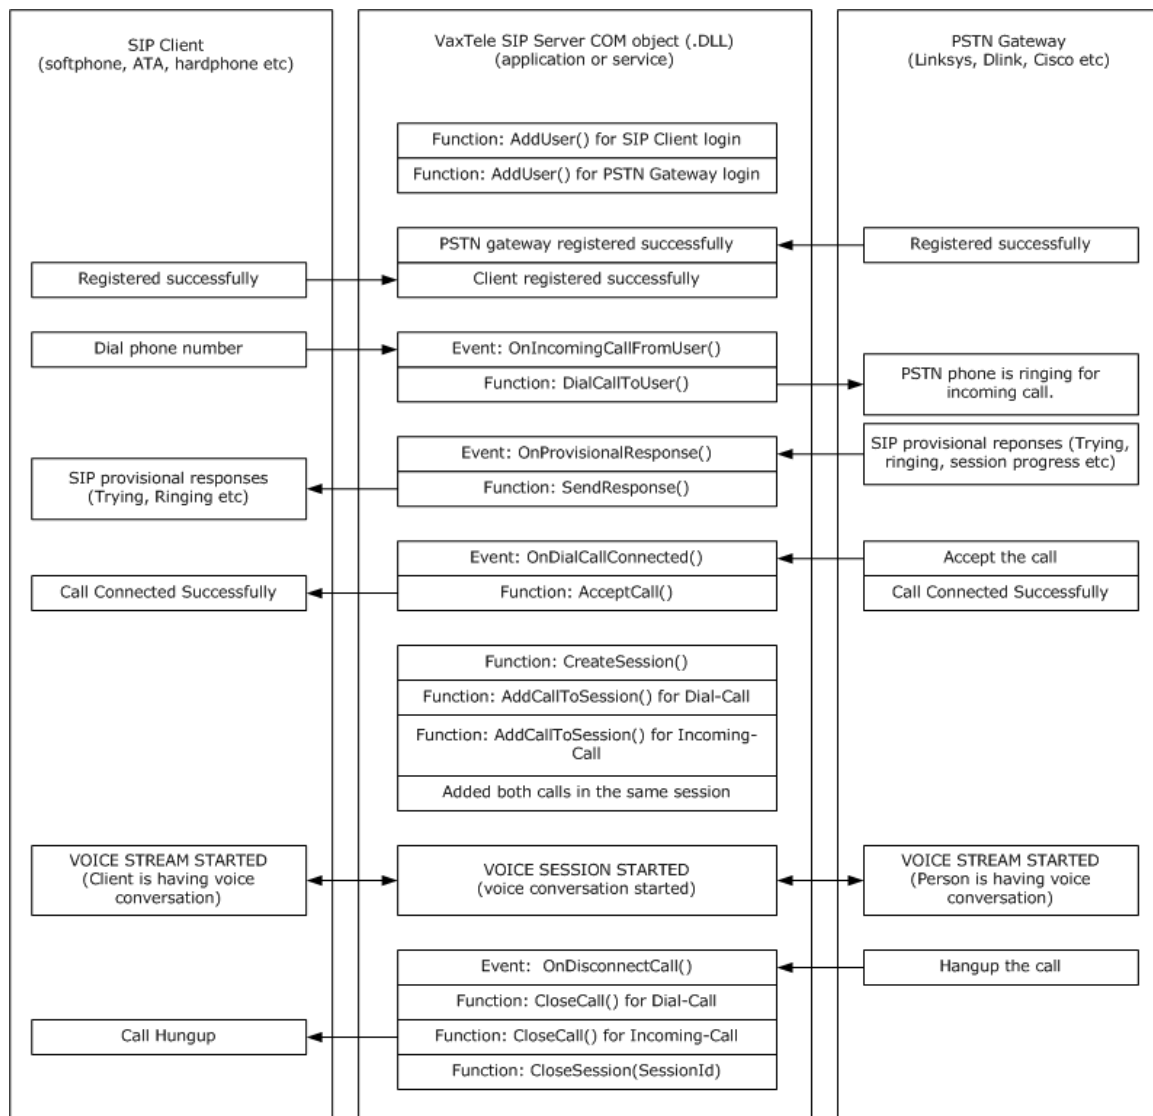 SIP Client
(softphone, ATA, hardphone etc)
VaxTele SIP Server COM object (.DLL)
(application or service)
PSTN Gateway
(Linksys, Dlink, Cisco etc)
Function: AddUser() for SIP Client login
Function: AddUser() for PSTN Gateway login
PSTN gateway registered successfully
Registered successfully
Registered successfully
Client registered successfully
Dial phone number
Event: OnIncomingCallFromUser()
Function: DialCallToUser()
PSTN phone is ringing for
incoming call.
Event: OnProvisionalResponse()
SIP provisional reponses (Trying,
ringing, session progress etc)
SIP provisional responses
(Trying, Ringing etc)
Function: SendResponse()
Event: OnDialCallConnected()
Accept the call
Call Connected Successfully
Function: AcceptCall()
Call Connected Successfully
Function: CreateSession()
Function: AddCallToSession() for Dial-Call
Function: AddCallToSession() for Incoming-
Call
Added both calls in the same session
VOICE STREAM STARTED
(Client is having voice
conversation)
VOICE SESSION STARTED
(voice conversation started)
VOICE STREAM STARTED
(Person is having voice
conversation)
Event:  OnDisconnectCall()
Hangup the call
Function: CloseCall() for Dial-Call
Call Hungup
Function: CloseCall() for Incoming-Call
Function: CloseSession(SessionId)